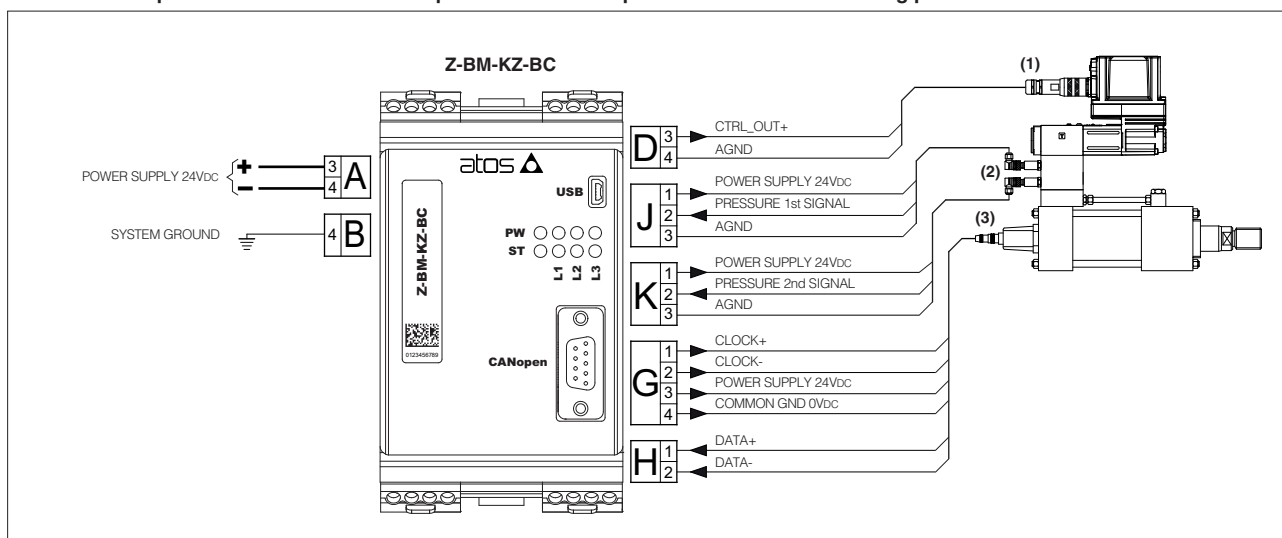 Z-BM-KZ-BC
(1)
D
3 CTRL_OUT+
4 AGND
POWER SUPPLY 24VDC
+
−
3
4
A
SYSTEM GROUND
4 B
atos
USB
PW
ST
L1 L2 L3
Z-BM-KZ-BC
0123456789
CANopen
J
1 POWER SUPPLY 24VDC
2 PRESSURE 1st SIGNAL
3 AGND
(2)
T
(3)
K
1 POWER SUPPLY 24VDC
2 PRESSURE 2nd SIGNAL
3 AGND
G
1 CLOCK+
2 CLOCK-
3 POWER SUPPLY 24VDC
4 COMMON GND 0VDC
H
1 DATA+
2 DATA-